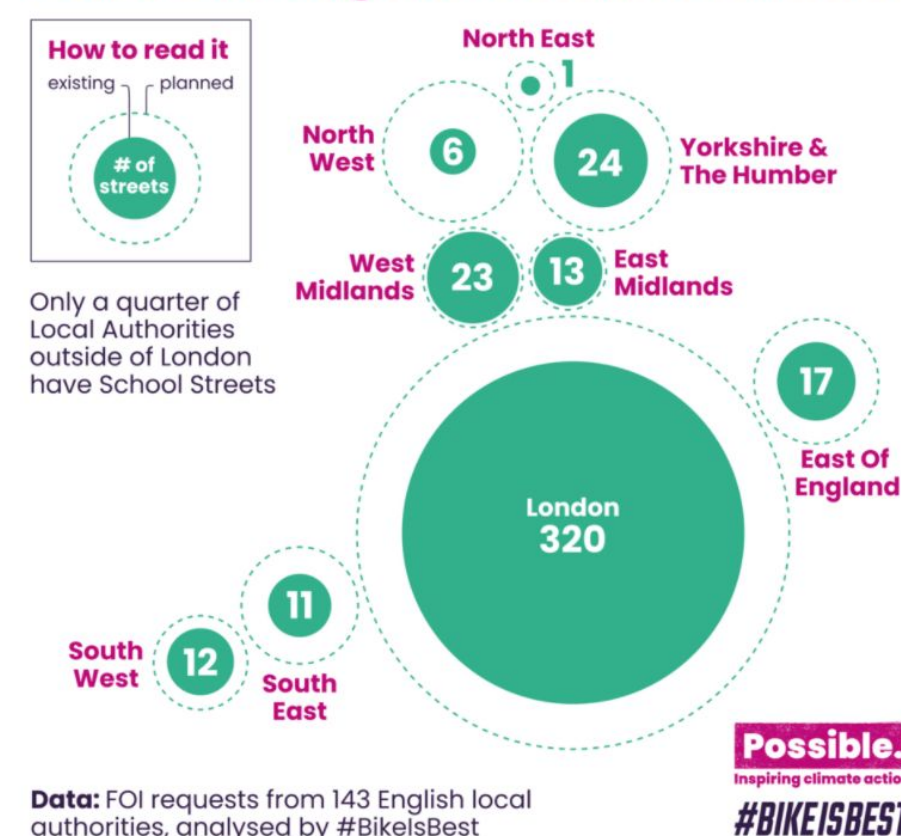 How to read it
existing planned
# of
streets
Only a quarter of
Local Authorities
outside of London
have School Streets
North East
1
North
West
6
24
Yorkshire &
The Humber
West
Midlands
23
13
East
Midlands
17
East Of
England
London
320
11
South
East
South
West
12
Data: FOI requests from 143 English local
authorities, analysed by #BikeIsBest
Possible.
Inspiring climate actio
#BIKEISBEST